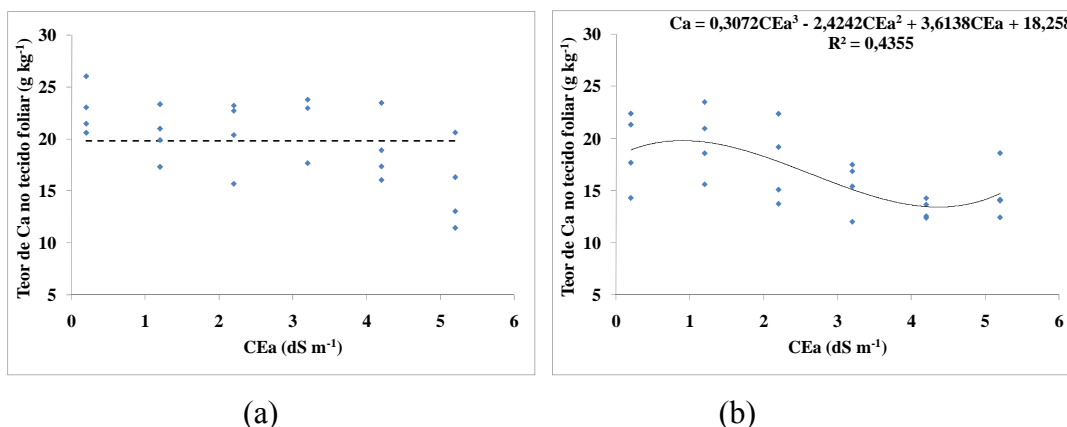 Teor de Ca no tecido foliar (g kg⁻¹)
30
25
20
15
10
5
0 1 2 3 4 5 6
CEa (dS m⁻¹)
(a)
Ca = 0,3072CEa³ - 2,4242CEa² + 3,6138CEa + 18,258
R² = 0,4355
Teor de Ca no tecido foliar (g kg⁻¹)
30
25
20
15
10
5
0 1 2 3 4 5 6
CEa (dS m⁻¹)
(b)